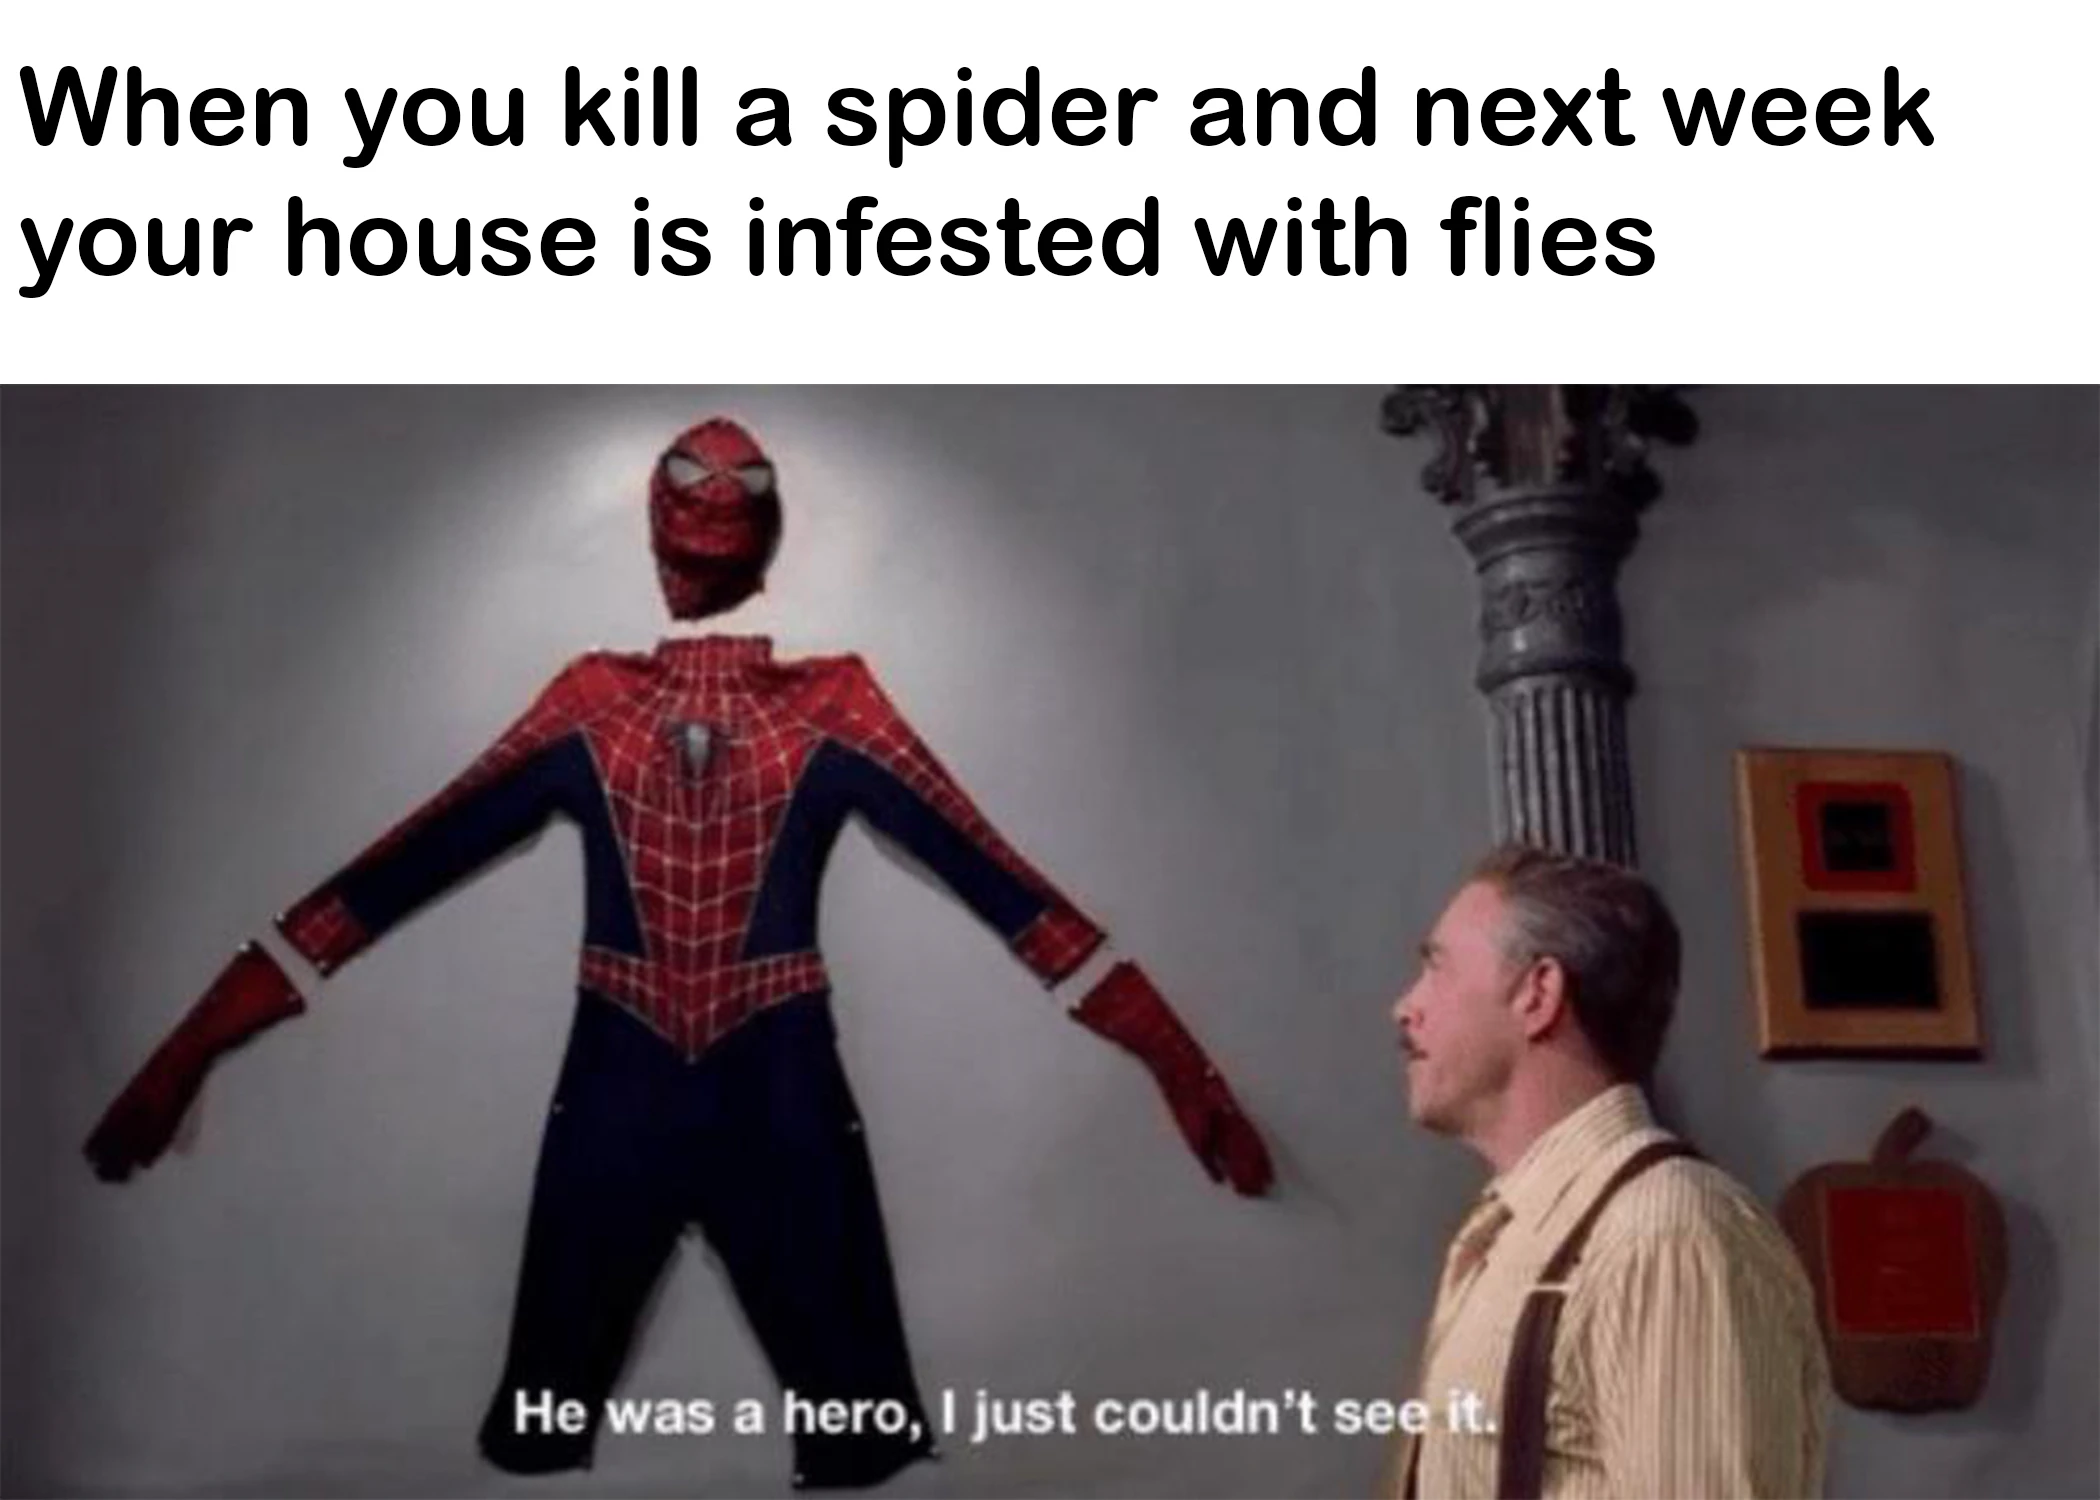 When you kill a spider and next week
your house is infested with flies
He was a hero, I just couldn't see it.